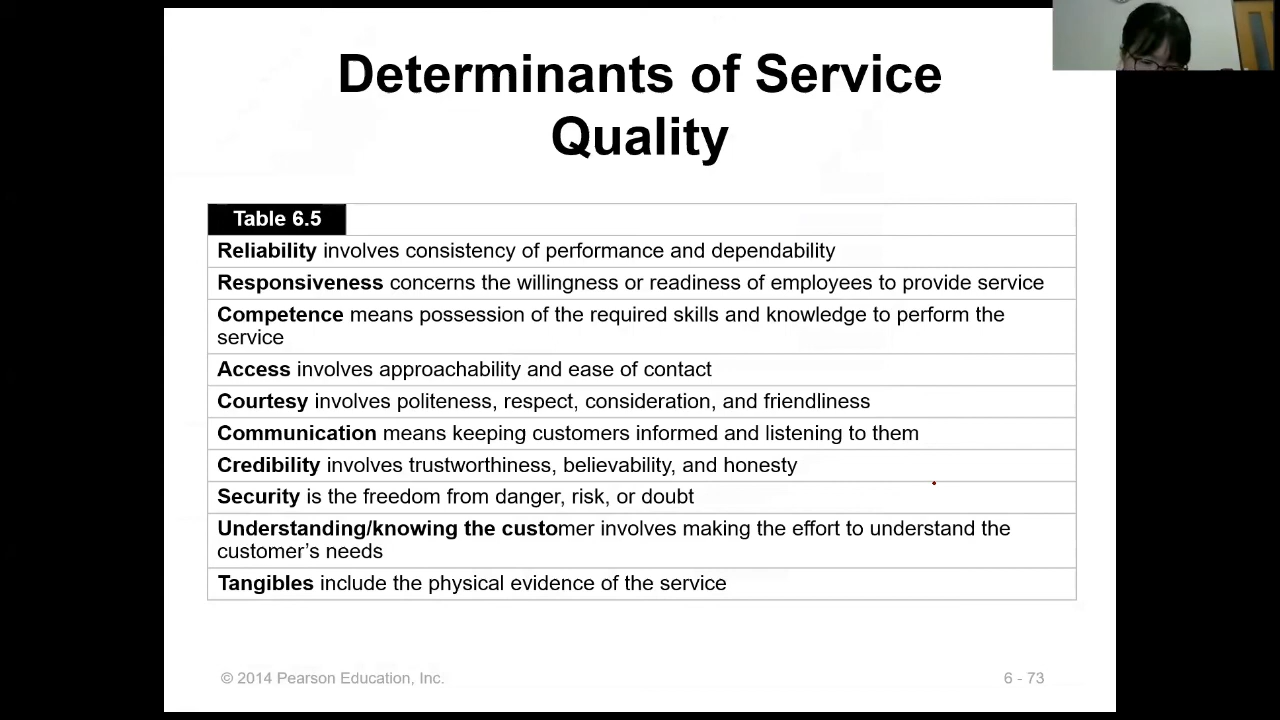 Determinants of Service
Quality
Table 6.5
Reliability involves consistency of performance and dependability
Responsiveness concerns the willingness or readiness of employees to provide service
Competence means possession of the required skills and knowledge to perform the
service
Access involves approachability and ease of contact
Courtesy involves politeness, respect, consideration, and friendliness
Communication means keeping customers informed and listening to them
Credibility involves trustworthiness, believability, and honesty
Security is the freedom from danger, risk, or doubt
Understanding/knowing the customer involves making the effort to understand the
customer’s needs
Tangibles include the physical evidence of the service
© 2014 Pearson Education, Inc.
6 - 73